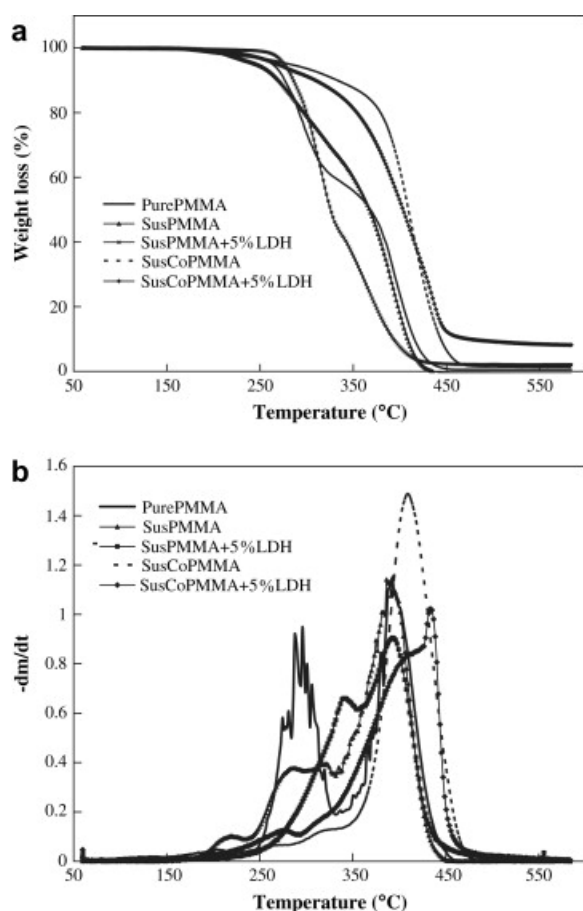 a
100
80
60
40
20
0
Weight loss (%)
PurePMMA
SusPMMA
SusPMMA+5%LDH
SusCoPMMA
SusCoPMMA+5%LDH
50 150 250 350 450 550
Temperature (°C)
b
1.6
1.4
1.2
1
0.8
0.6
0.4
0.2
0
-dm/dt
PurePMMA
SusPMMA
SusPMMA+5%LDH
SusCoPMMA
SusCoPMMA+5%LDH
50 150 250 350 450 550
Temperature (°C)